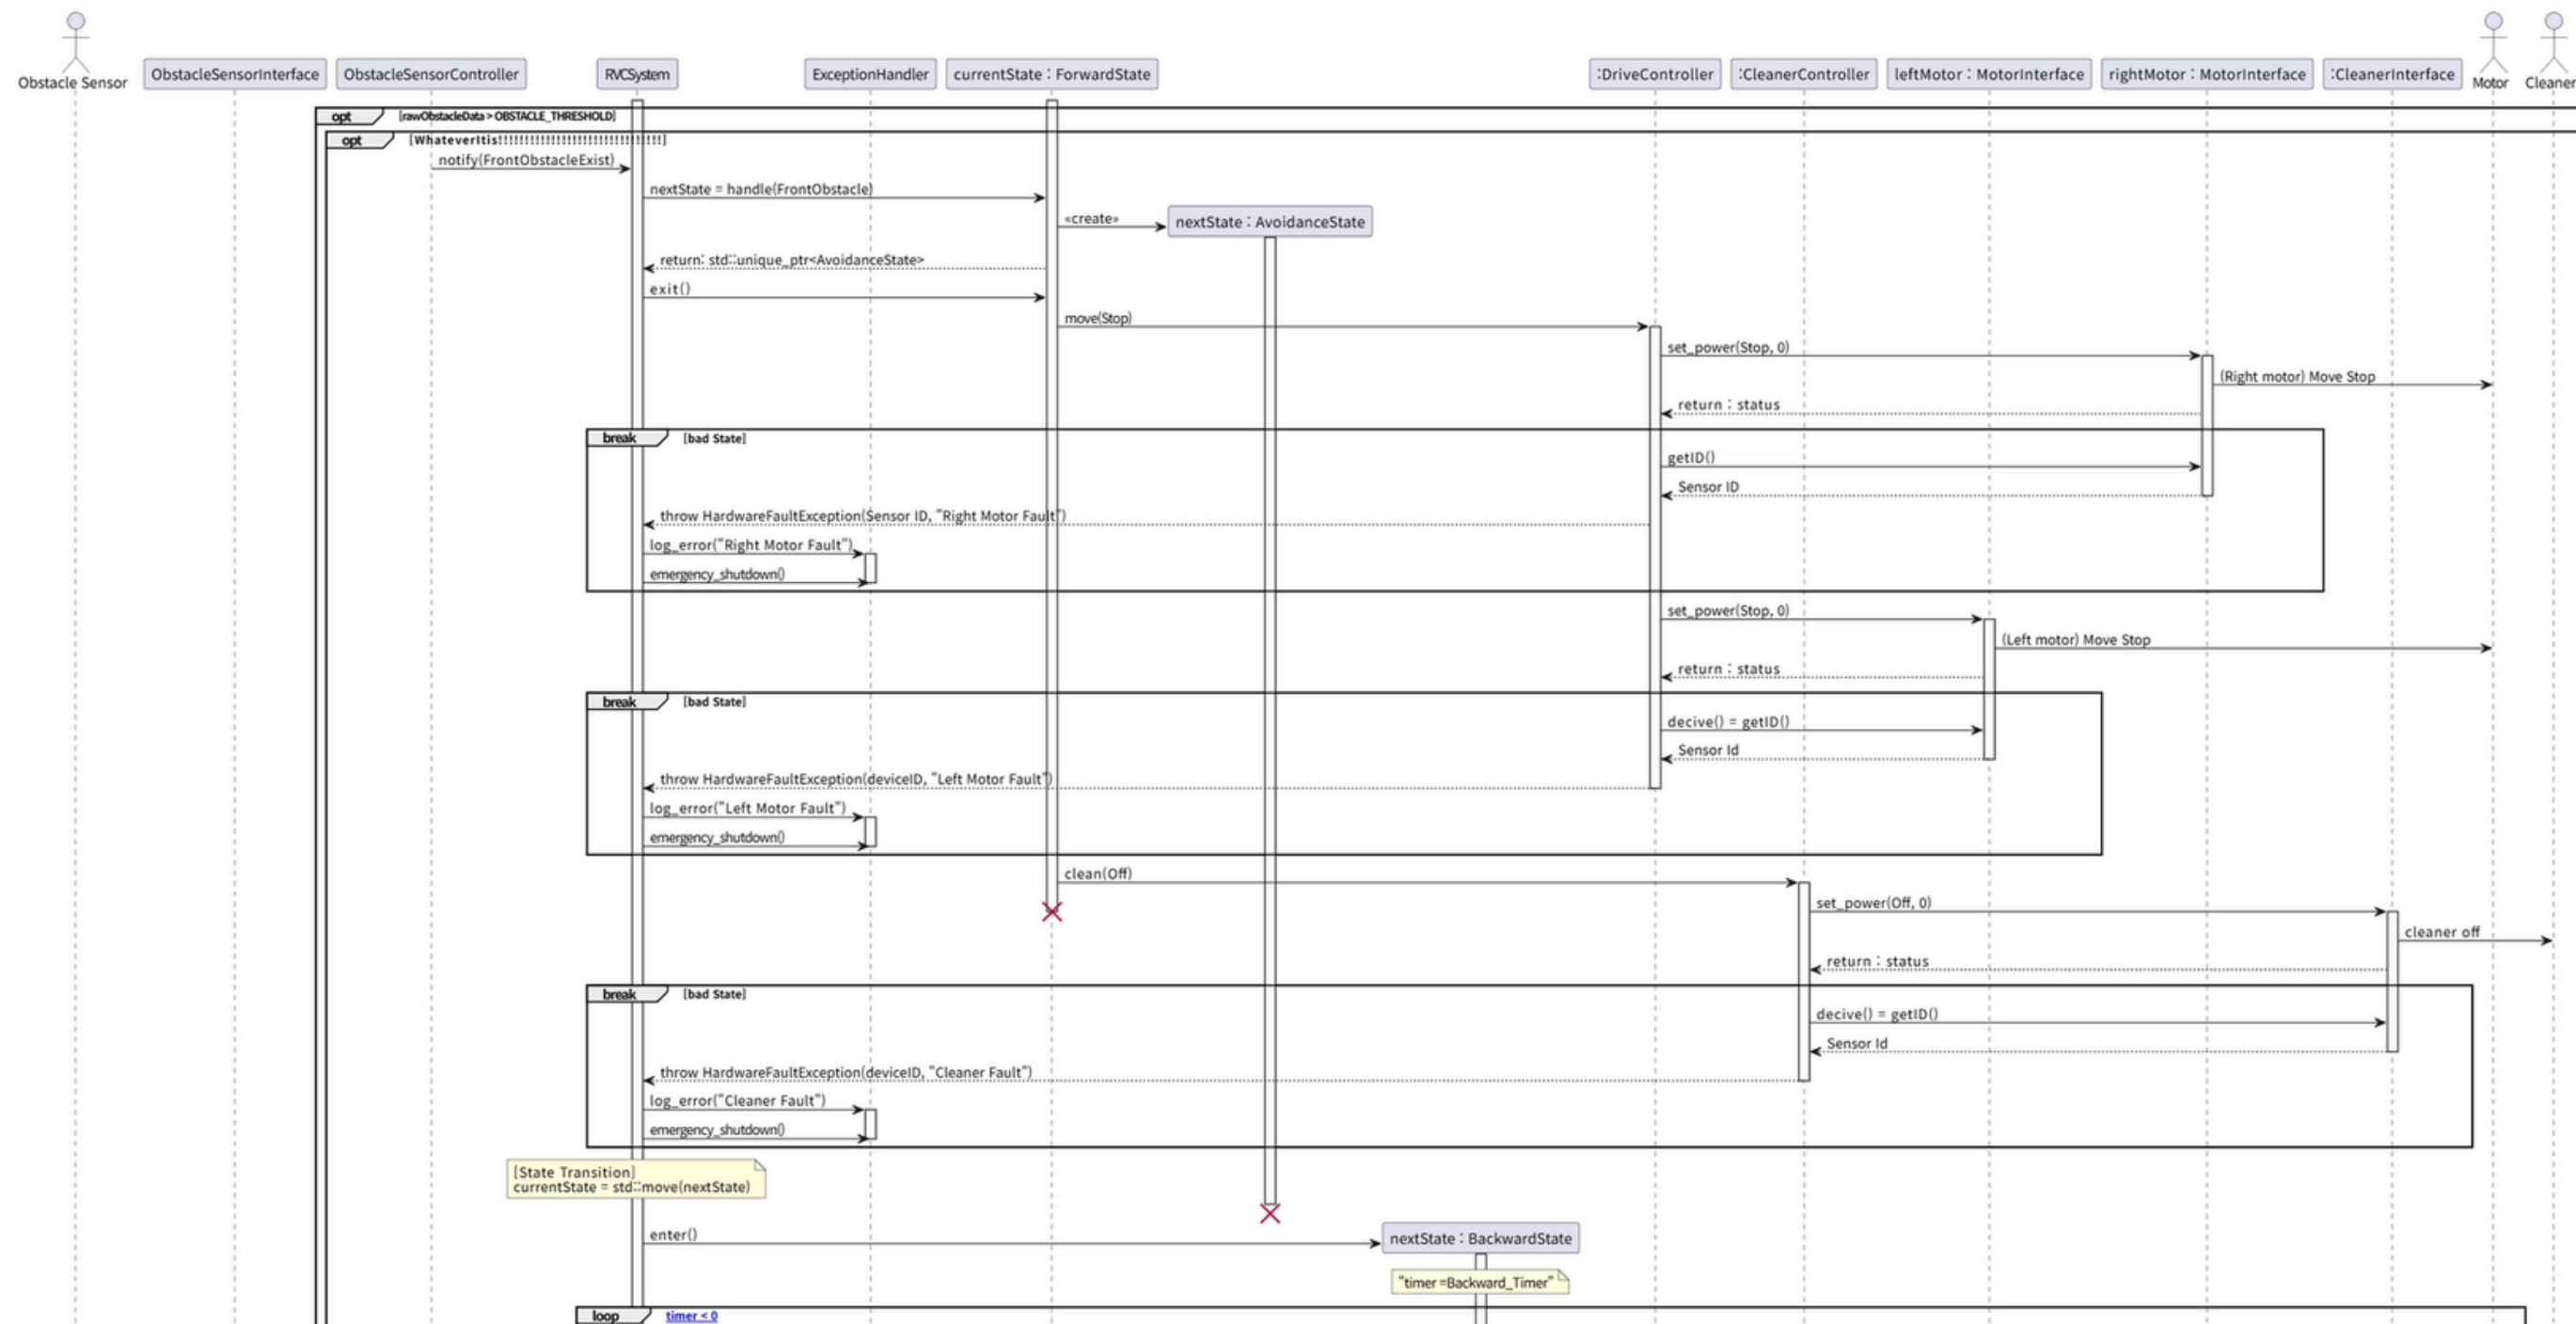 Obstacle Sensor
ObstacleSensorInterface
ObstacleSensorController
RVCSystem
ExceptionHandler
currentState : ForwardState
:DriveController
:CleanerController
leftMotor : MotorInterface
rightMotor : MotorInterface
:CleanerInterface
Motor
Cleaner
opt [rawObstacleData > OBSTACLE_THRESHOLD]
opt [WhateverItis!!!!!!!!!!!!!!!!!!!!!!!!!!!!!!!]
notify(FrontObstacleExist)
nextState = handle(FrontObstacle)
«create»
nextState : AvoidanceState
return: std::unique_ptr<AvoidanceState>
exit()
move(Stop)
set_power(Stop, 0)
(Right motor) Move Stop
return : status
break [bad State]
getID()
Sensor ID
throw HardwareFaultException(Sensor ID, "Right Motor Fault")
log_error("Right Motor Fault")
emergency_shutdown()
set_power(Stop, 0)
(Left motor) Move Stop
return : status
break [bad State]
decive() = getID()
Sensor Id
throw HardwareFaultException(deviceID, "Left Motor Fault")
log_error("Left Motor Fault")
emergency_shutdown()
clean(Off)
set_power(Off, 0)
cleaner off
return : status
break [bad State]
decive() = getID()
Sensor Id
throw HardwareFaultException(deviceID, "Cleaner Fault")
log_error("Cleaner Fault")
emergency_shutdown()
[State Transition]
currentState = std::move(nextState)
enter()
nextState : BackwardState
"timer =Backward_Timer"
loop timer < 0